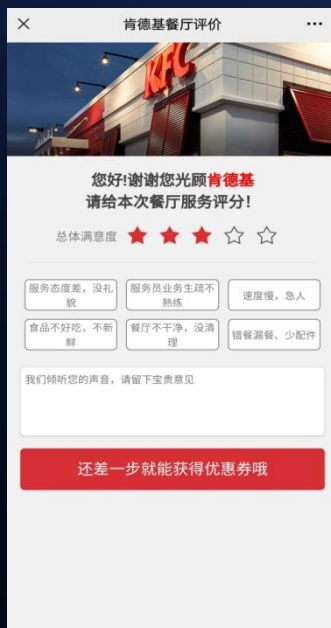 肯德基餐厅评价
KFC
您好!谢谢您光顾肯德基
请给本次餐厅服务评分!
总体满意度
服务态度差，没礼
貌
服务员业务生疏不
熟练
速度慢，急人
食品不好吃，不新
鲜
餐厅不干净，没清
理
错餐漏餐、少配件
我们倾听您的声音，请留下宝贵意见
还差一步就能获得优惠券哦